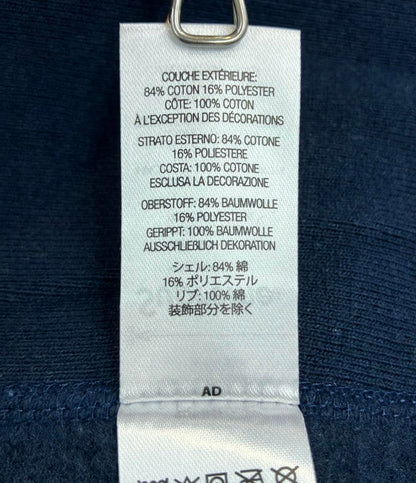 COUCHE EXTÉRIEURE:
84% COTON 16% POLYESTER
CÔTE: 100% COTON
À L'EXCEPTION DES DÉCORATIONS
STRATO ESTERNO: 84% COTONE
16% POLIESTERE
COSTA: 100% COTONE
ESCLUSA LA DECORAZIONE
OBERSTOFF: 84% BAUMWOLLE
16% POLYESTER
GERIPPT: 100% BAUMWOLLE
AUSSCHLIEßLICH DEKORATION
シェル: 84% 綿
16% ポリエステル
リブ: 100% 綿
装飾部分を除く
AD